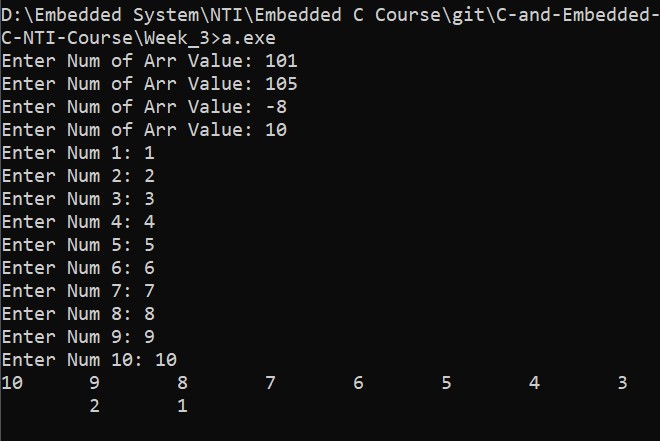 D:\Embedded System\NTI\Embedded C Course\git\C-and-Embedded-
C-NTI-Course\Week_3>a.exe
Enter Num of Arr Value: 101
Enter Num of Arr Value: 105
Enter Num of Arr Value: -8
Enter Num of Arr Value: 10
Enter Num 1: 1
Enter Num 2: 2
Enter Num 3: 3
Enter Num 4: 4
Enter Num 5: 5
Enter Num 6: 6
Enter Num 7: 7
Enter Num 8: 8
Enter Num 9: 9
Enter Num 10: 10
10      9       8       7       6       5       4       3
        2       1